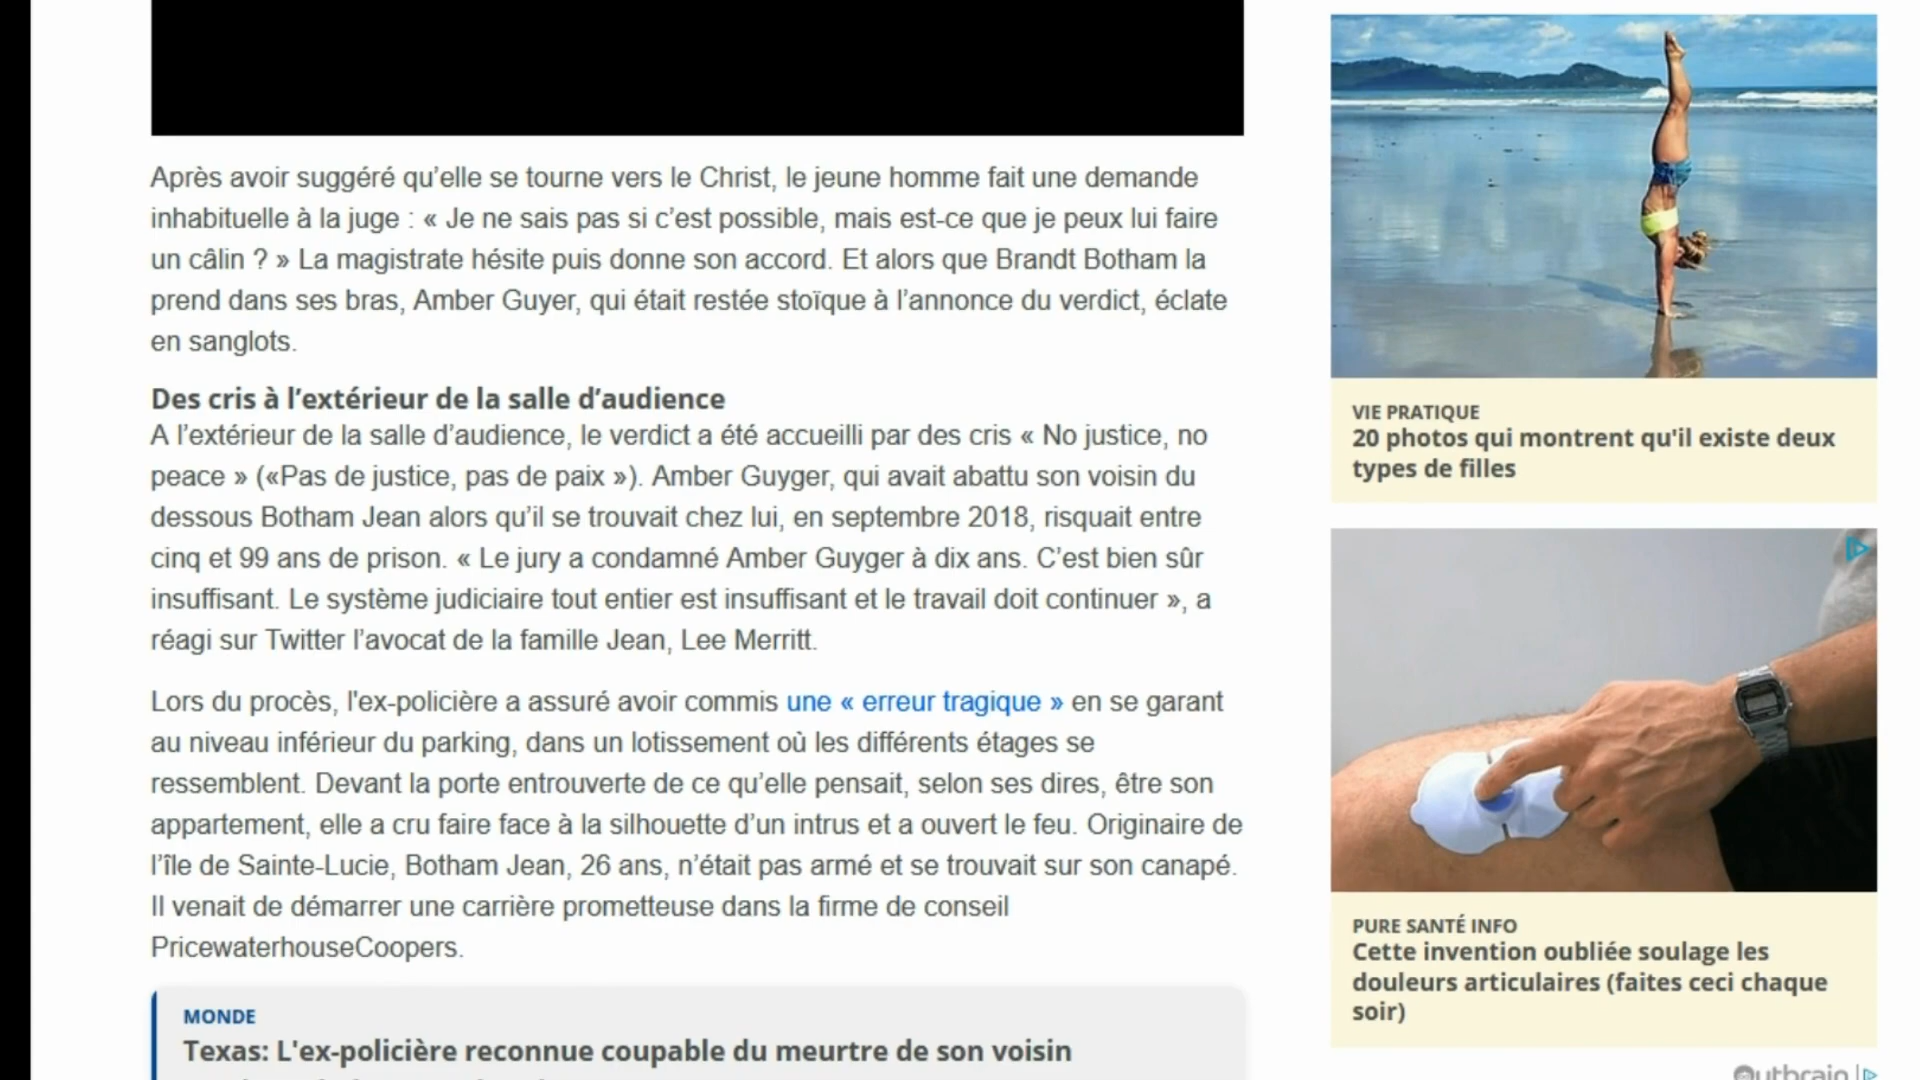 Après avoir suggéré qu’elle se tourne vers le Christ, le jeune homme fait une demande
inhabituelle à la juge : « Je ne sais pas si c’est possible, mais est-ce que je peux lui faire
un câlin ? » La magistrate hésite puis donne son accord. Et alors que Brandt Botham la
prend dans ses bras, Amber Guyer, qui était restée stoïque à l’annonce du verdict, éclate
en sanglots.
Des cris à l’extérieur de la salle d’audience
A l’extérieur de la salle d’audience, le verdict a été accueilli par des cris « No justice, no
peace » («Pas de justice, pas de paix »). Amber Guyger, qui avait abattu son voisin du
dessous Botham Jean alors qu’il se trouvait chez lui, en septembre 2018, risquait entre
cinq et 99 ans de prison. « Le jury a condamné Amber Guyger à dix ans. C’est bien sûr
insuffisant. Le système judiciaire tout entier est insuffisant et le travail doit continuer », a
réagi sur Twitter l’avocat de la famille Jean, Lee Merritt.
Lors du procès, l'ex-policière a assuré avoir commis une « erreur tragique » en se garant
au niveau inférieur du parking, dans un lotissement où les différents étages se
ressemblent. Devant la porte entrouverte de ce qu’elle pensait, selon ses dires, être son
appartement, elle a cru faire face à la silhouette d’un intrus et a ouvert le feu. Originaire de
l’île de Sainte-Lucie, Botham Jean, 26 ans, n’était pas armé et se trouvait sur son canapé.
Il venait de démarrer une carrière prometteuse dans la firme de conseil
PricewaterhouseCoopers.
MONDE
Texas: L'ex-policière reconnue coupable du meurtre de son voisin
VIE PRATIQUE
20 photos qui montrent qu'il existe deux
types de filles
PURE SANTÉ INFO
Cette invention oubliée soulage les
douleurs articulaires (faites ceci chaque
soir)
Outbrain